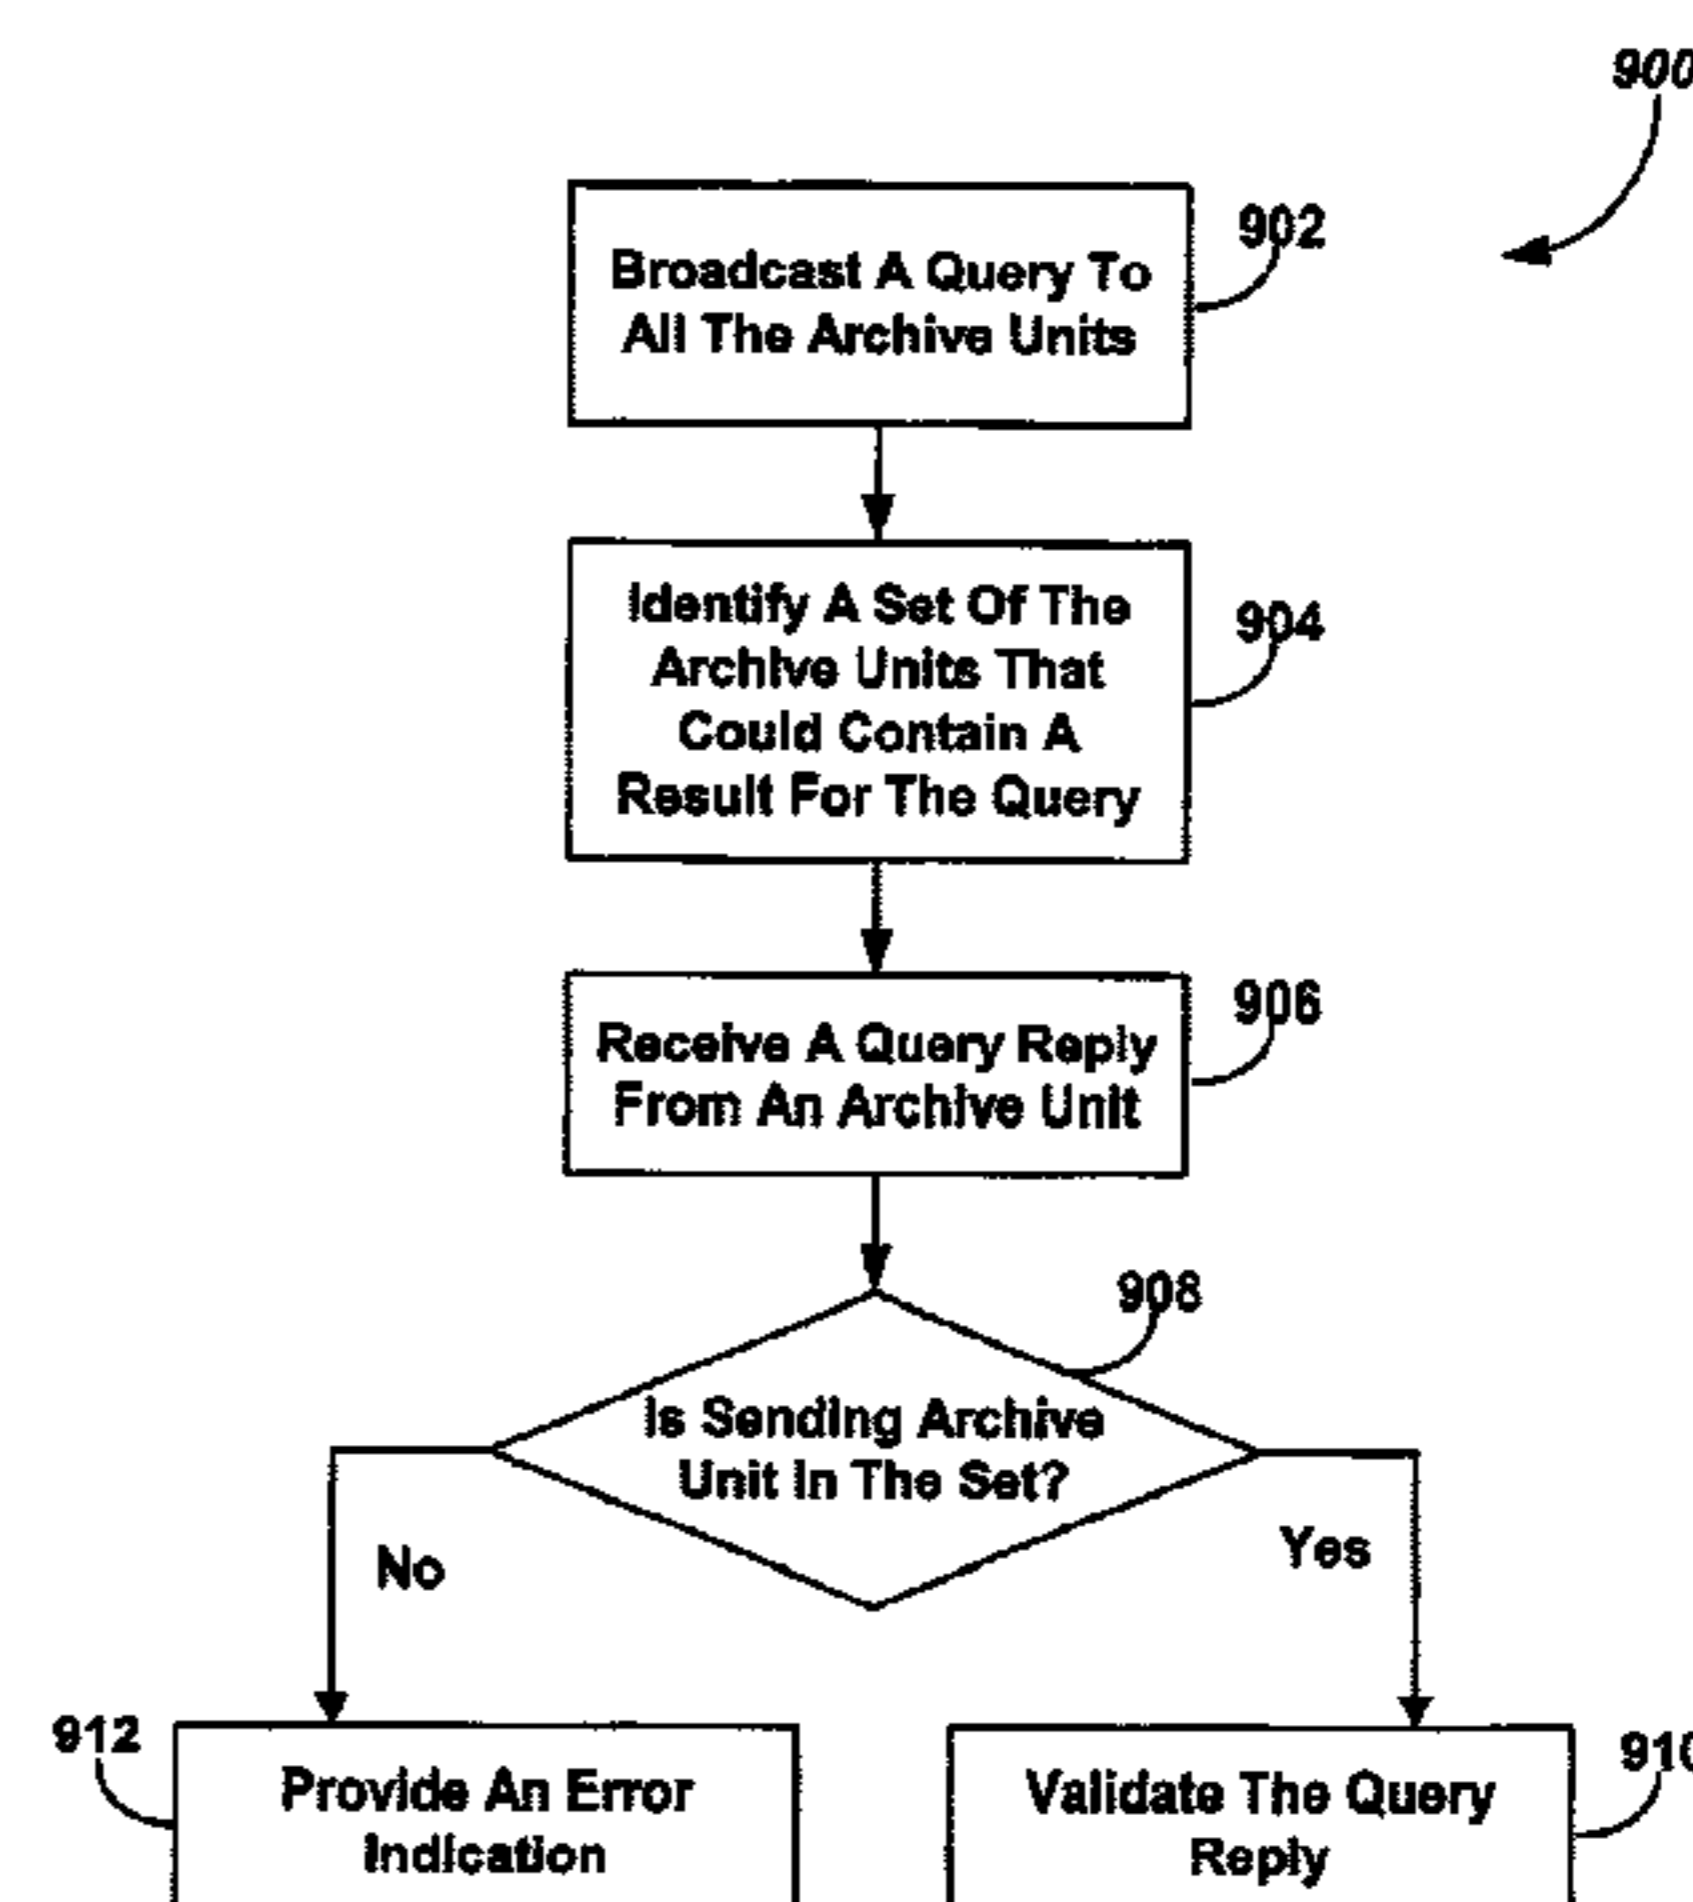 900
902
Broadcast A Query To
All The Archive Units
904
Identify A Set Of The
Archive Units That
Could Contain A
Result For The Query
906
Receive A Query Reply
From An Archive Unit
908
Is Sending Archive
Unit In The Set?
No
Yes
912
Provide An Error
Indication
910
Validate The Query
Reply